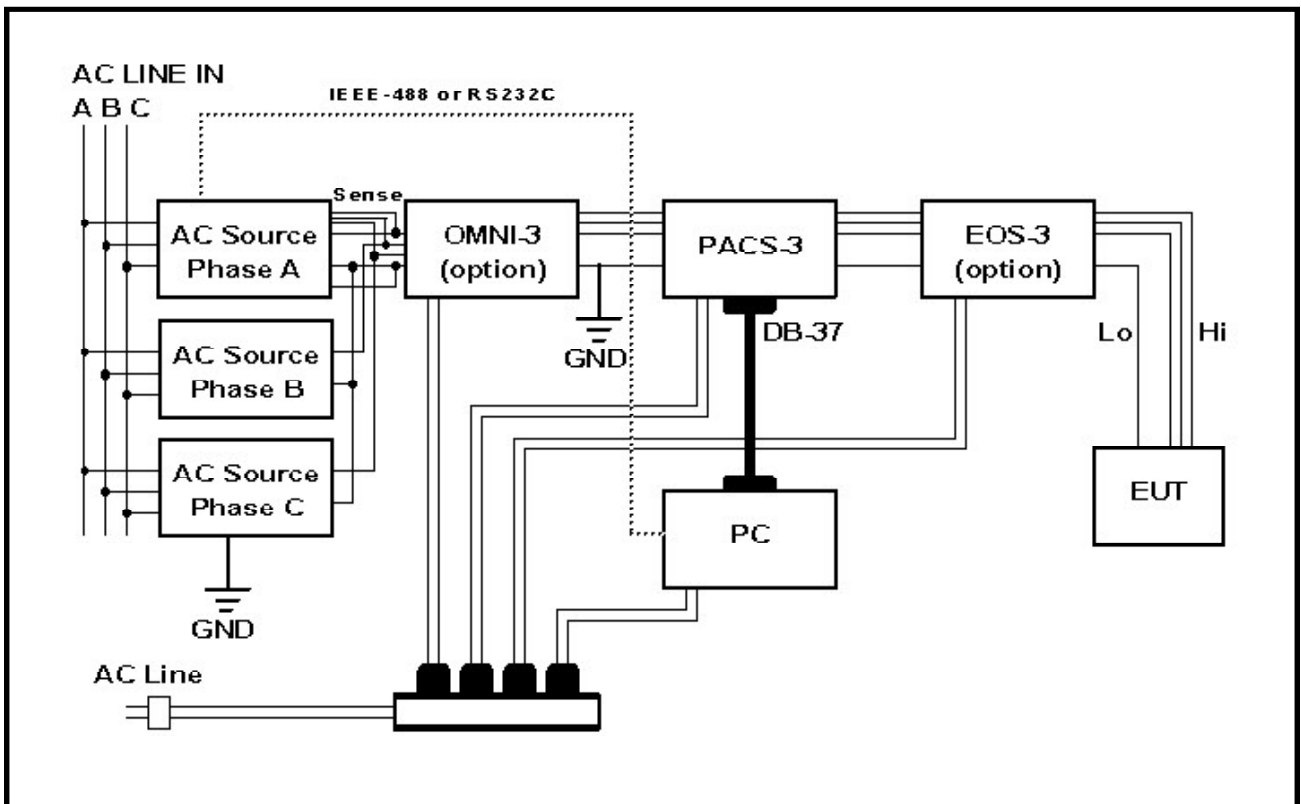 AC LINE IN
A B C
IEEE-488 or RS232C
Sense
AC Source
Phase A
OMNI-3
(option)
PACS-3
EOS-3
(option)
GND
DB-37
Lo
Hi
AC Source
Phase B
AC Source
Phase C
PC
EUT
GND
AC Line